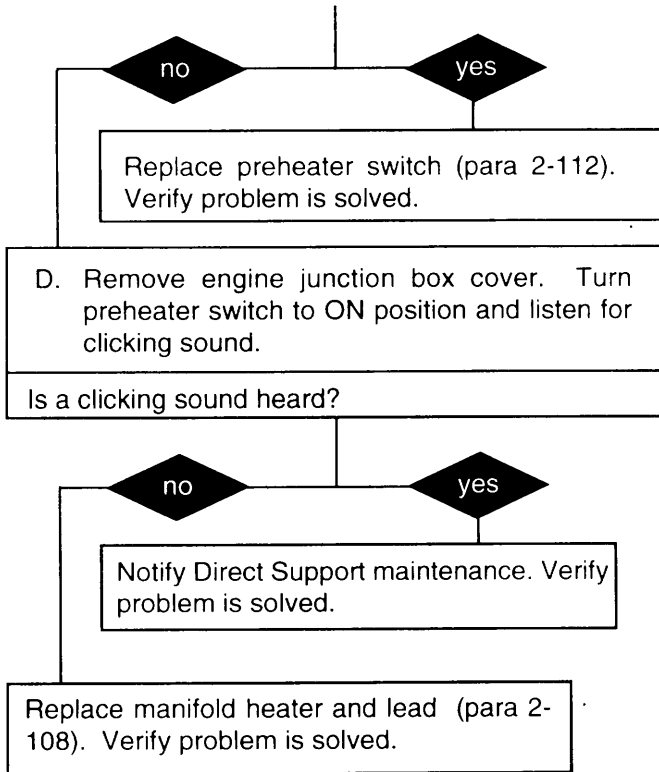 no
yes
Replace preheater switch (para 2-112).
Verify problem is solved.
D. Remove engine junction box cover. Turn
preheater switch to ON position and listen for
clicking sound.
Is a clicking sound heard?
no
yes
Notify Direct Support maintenance. Verify
problem is solved.
Replace manifold heater and lead (para 2-
108). Verify problem is solved.